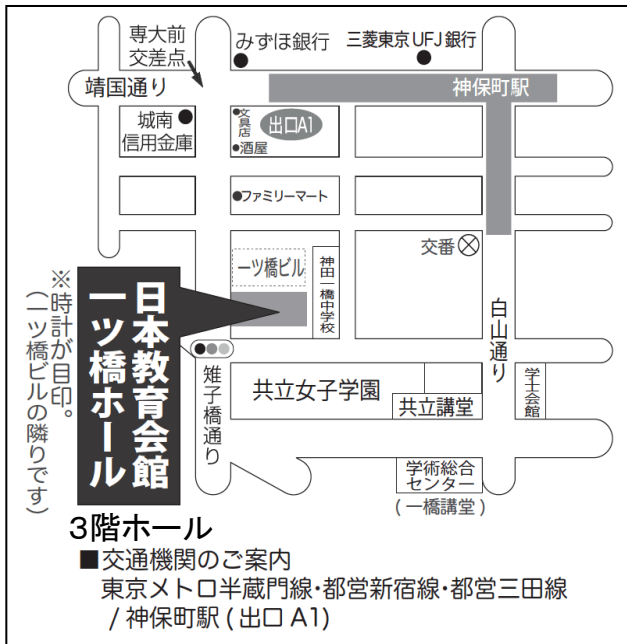 専大前
交差点
みずほ銀行
三菱東京UFJ銀行
靖国通り
神保町駅
城南
信用金庫
文具店
出口A1
酒屋
ファミリーマート
交番
一ツ橋ビル
神田一橋中学校
日本教育会館
一ツ橋ホール
※時計が目印。
(一ツ橋ビルの隣りです)
白山通り
雉子橋通り
共立女子学園
共立講堂
学士会館
学術総合
センター
(一橋講堂)
3階ホール
■交通機関のご案内
東京メトロ半蔵門線･都営新宿線･都営三田線
/ 神保町駅 ( 出口 A1)